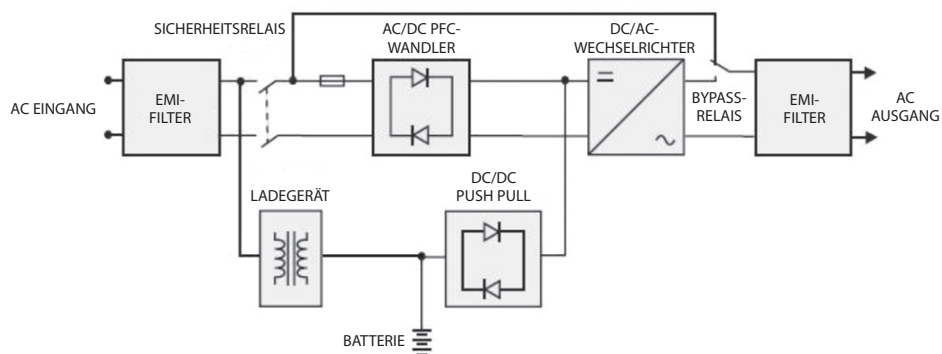 SICHERHEITSRELAIS
AC/DC PFC-
WANDLER
DC/AC-
WECHSELRICHTER
AC EINGANG
EMI-
FILTER
BYPASS-
RELAIS
EMI-
FILTER
AC
AUSGANG
LADEGERÄT
DC/DC
PUSH PULL
BATTERIE